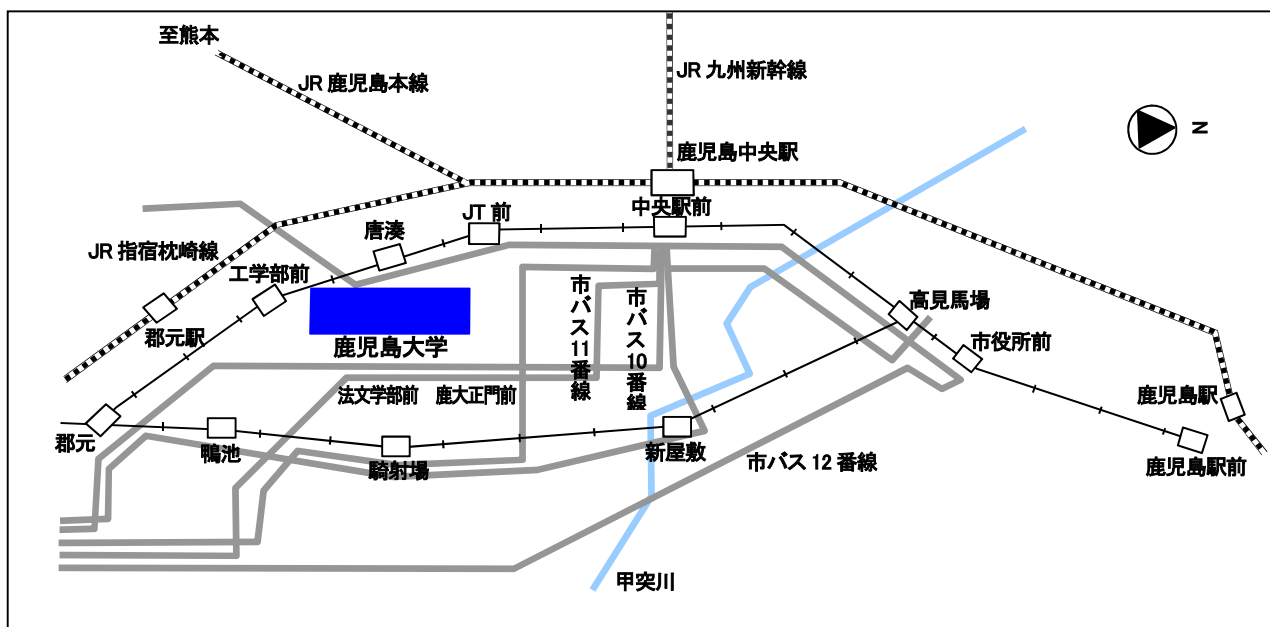 至熊本
JR 鹿児島本線
JR 九州新幹線
N
鹿児島中央駅
中央駅前
JT 前
唐湊
JR 指宿枕崎線
工学部前
郡元駅
鹿児島大学
市バス11番線
市バス10番線
高見馬場
市役所前
法文学部前
鹿大正門前
鹿児島駅
郡元
鴨池
騎射場
新屋敷
市バス 12 番線
鹿児島駅前
甲突川